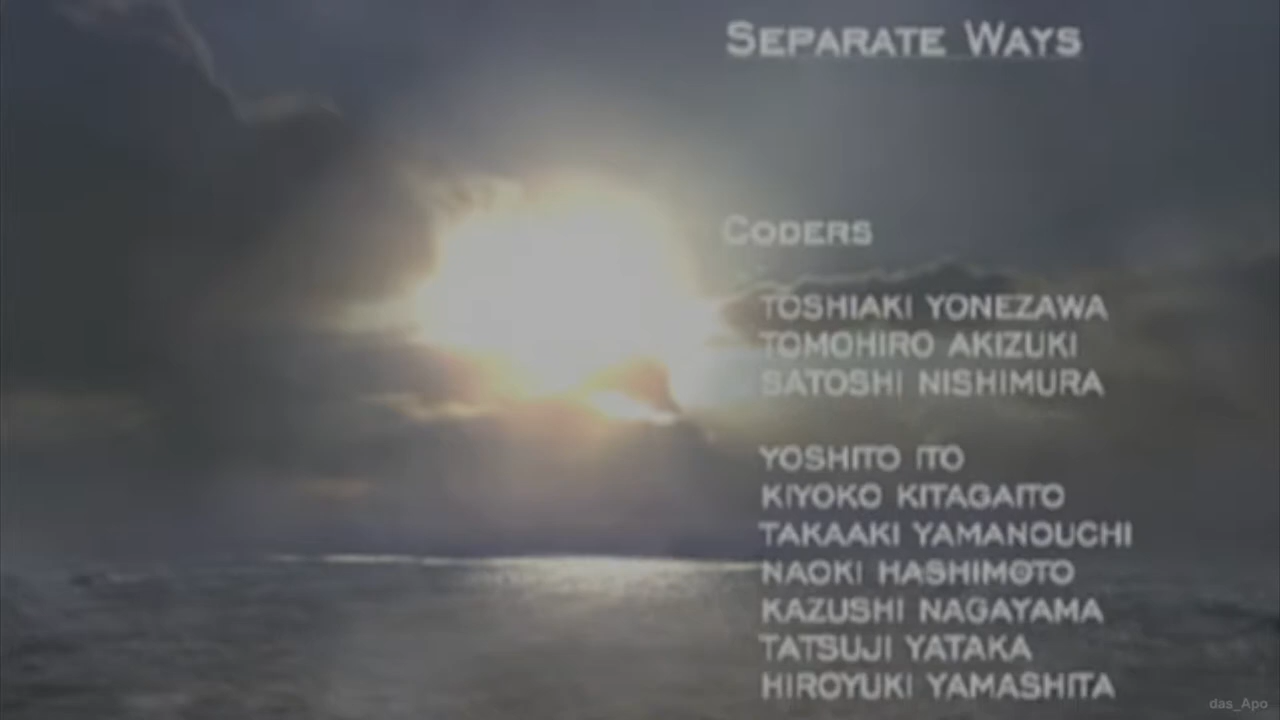 SEPARATE WAYS
CODERS
TOSHIAKI YONEZAWA
TOMOHIRO AKIZUKI
SATOSHI NISHIMURA
YOSHITO ITO
KIYOKO KITAGAITO
TAKAAKI YAMANOUCHI
NAOKI HASHIMOTO
KAZUSHI NAGAYAMA
TATSUJI YATAKA
HIROYUKI YAMASHITA
das_Apo